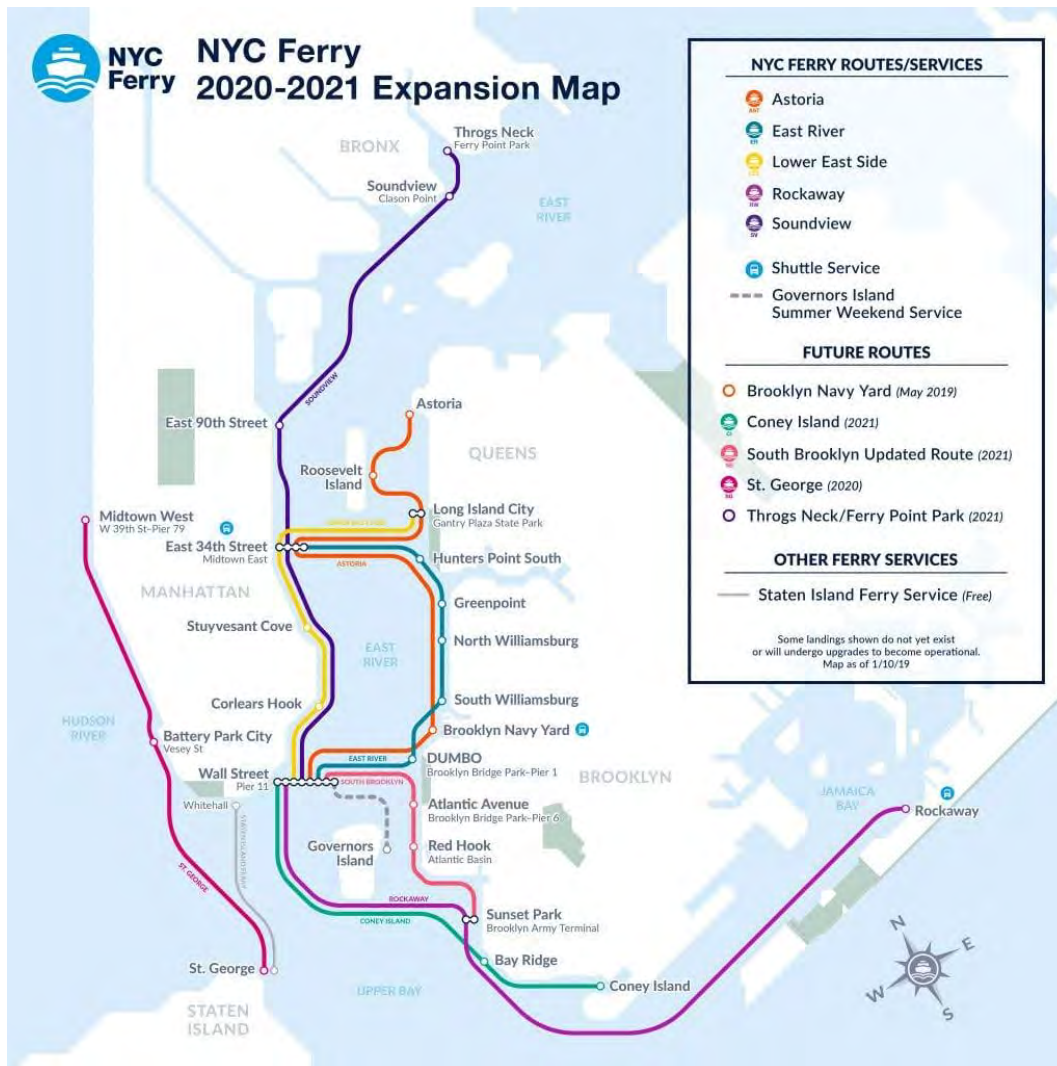 NYC
Ferry
NYC Ferry
2020-2021 Expansion Map
NYC FERRY ROUTES/SERVICES
AST
Astoria
ER
East River
LES
Lower East Side
RW
Rockaway
SV
Soundview
Shuttle Service
Governors Island
Summer Weekend Service
FUTURE ROUTES
Brooklyn Navy Yard (May 2019)
CI
Coney Island (2021)
South Brooklyn Updated Route (2021)
SG
St. George (2020)
Throgs Neck/Ferry Point Park (2021)
OTHER FERRY SERVICES
Staten Island Ferry Service (Free)
Some landings shown do not yet exist
or will undergo upgrades to become operational.
Map as of 1/10/19
BRONX
Throgs Neck
Ferry Point Park
Soundview
Clason Point
EAST
RIVER
SOUNDVIEW
East 90th Street
Astoria
QUEENS
Roosevelt
Island
Long Island City
Gantry Plaza State Park
Midtown West
W 39th St–Pier 79
East 34th Street
Midtown East
ASTORIA
Hunters Point South
MANHATTAN
Greenpoint
Stuyvesant Cove
North Williamsburg
EAST
RIVER
Corlears Hook
South Williamsburg
HUDSON
RIVER
Battery Park City
Vesey St
Brooklyn Navy Yard
EAST RIVER
DUMBO
Brooklyn Bridge Park–Pier 1
BROOKLYN
Wall Street
Pier 11
SOUTH BROOKLYN
JAMAICA
BAY
Whitehall
Atlantic Avenue
Brooklyn Bridge Park–Pier 6
Rockaway
STATEN ISLAND FERRY
Governors
Island
Red Hook
Atlantic Basin
ST. GEORGE
ROCKAWAY
CONEY ISLAND
Sunset Park
Brooklyn Army Terminal
N
E
W
S
St. George
Bay Ridge
UPPER BAY
Coney Island
STATEN
ISLAND